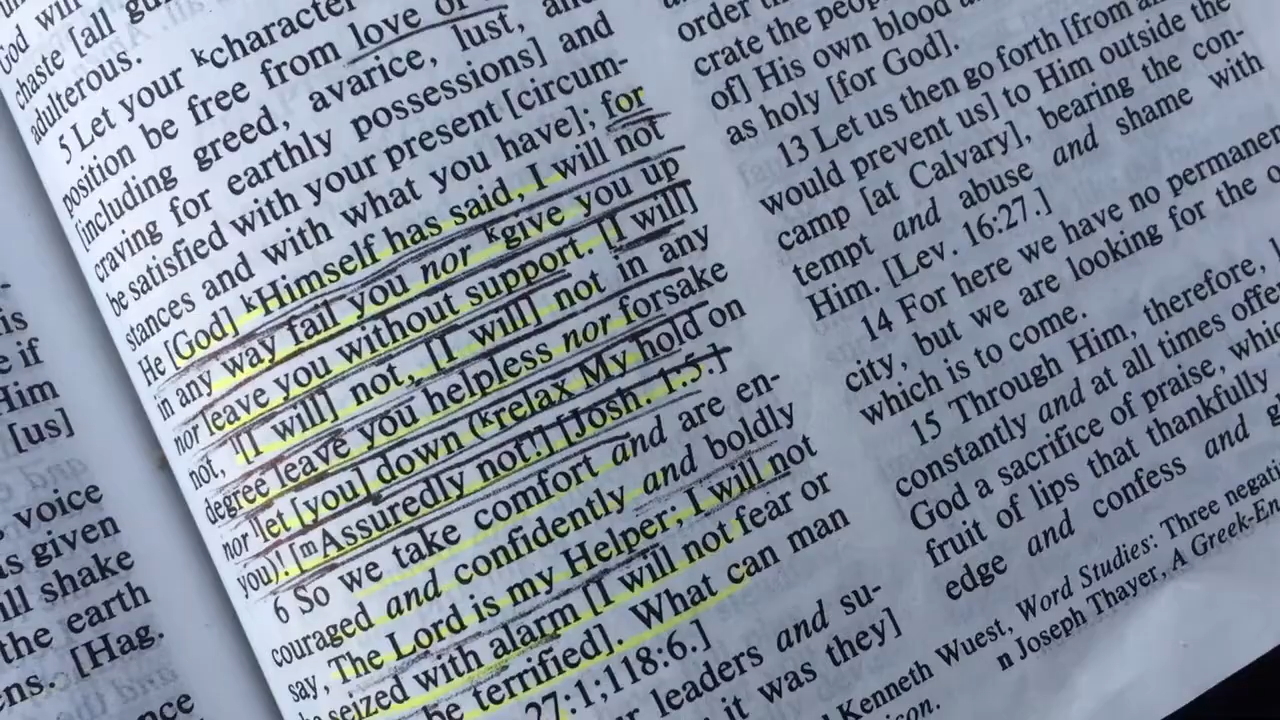 is
e if
Him
[us]
voice
as given
ill shake
the earth
ens. [Hag.
nce
God will
chaste [all
adulterous.
5 Let your ᵏcharacter
position be free from love of
[including greed, avarice, lust, and
craving for earthly possessions] and
be satisfied with your present [circum-
stances and with what you have]; for
He [God] ᵏHimself has said, I will not
in any way fail you nor ᵏgive you up
nor leave you without support. [I will]
not, [I will] not, [I will] not in any
degree leave you helpless nor forsake
nor ˡlet [you] down (ᵏrelax My hold on
you)! [ᵐAssuredly not!] [Josh. 1:5.]
6 So we take comfort and are en-
couraged and confidently and boldly
say, The Lord is my Helper; I will not
be seized with alarm [I will not fear or
be terrified]. What can man
27:1;118:6.]
leaders and su-
it was they]
order
crate the people
of] His own blood
as holy [for God].
13 Let us then go forth [from
would prevent us] to Him outside the
camp [at Calvary], bearing the con-
tempt and abuse and shame with
Him. [Lev. 16:27.]
14 For here we have no permanent
city, but we are looking for the
which is to come.
15 Through Him, therefore,
constantly and at all times offer
God a sacrifice of praise, which
fruit of lips that thankfully
edge and confess and
Kenneth Wuest, Word Studies: Three negati
n Joseph Thayer, A Greek-En